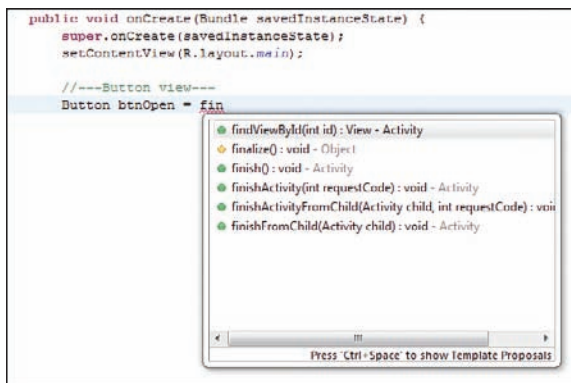 public void onCreate(Bundle savedInstanceState) {
super.onCreate(savedInstanceState);
setContentView(R.layout.main);
//---Button view---
Button btnOpen = fin
findViewById(int id) : View - Activity
finalize() : void - Object
finish() : void - Activity
finishActivity(int requestCode) : void - Activity
finishActivityFromChild(Activity child, int requestCode) : voi
finishFromChild(Activity child) : void - Activity
Press 'Ctrl+Space' to show Template Proposals